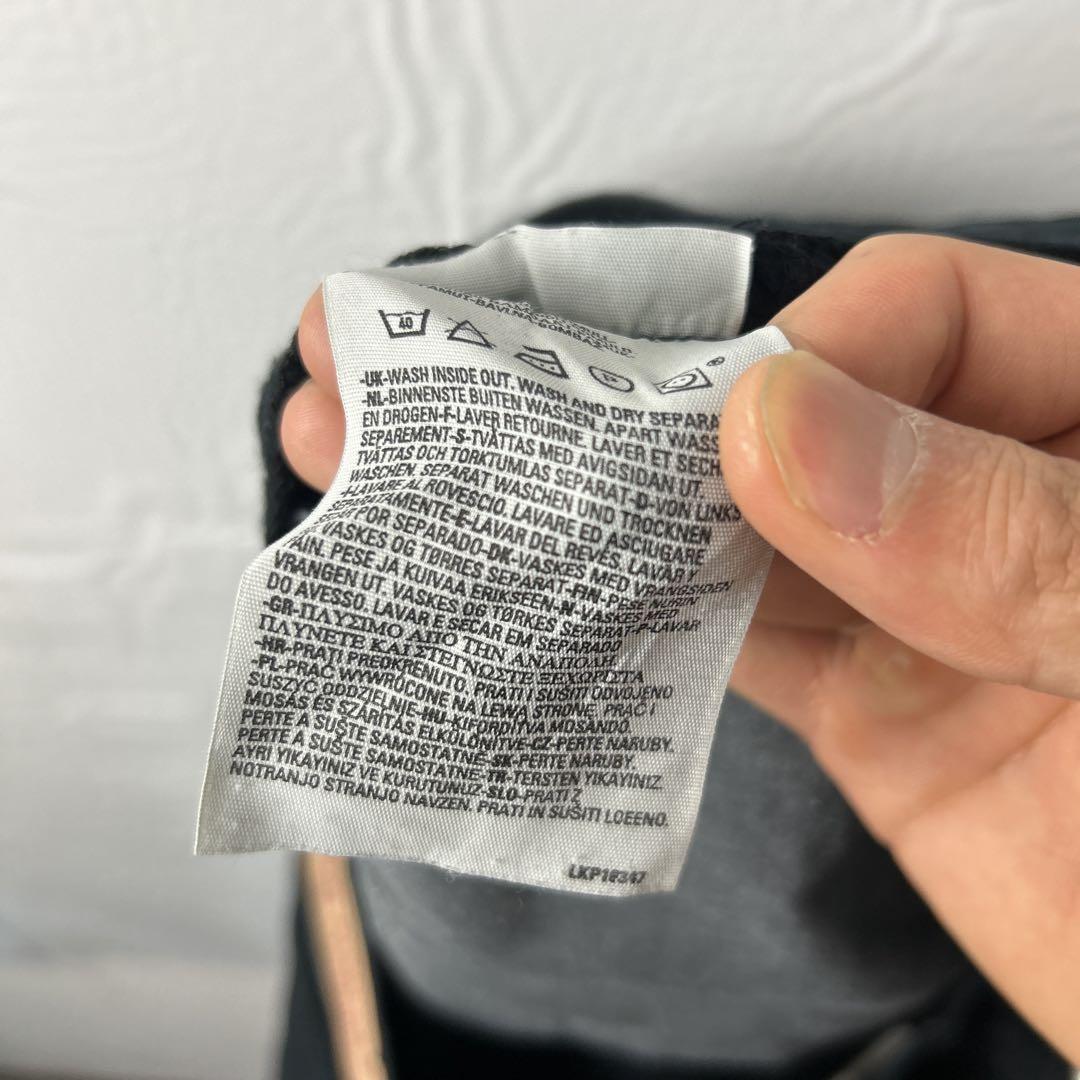 PAMUT-BAVLNA-BOMBAŽ-
40
P
®
-UK-WASH INSIDE OUT. WASH AND DRY SEPARAT
-NL-BINNENSTE BUITEN WASSEN. APART WASS
EN DROGEN-F-LAVER RETOURNE. LAVER ET SECH
SEPAREMENT-S-TVÄTTAS MED AVIGSIDAN UT.
TVÄTTAS OCH TORKTUMLAS SEPARAT-D-VON LINKS
WASCHEN. SEPARAT WASCHEN UND TROCKNEN
-I-LAVARE AL ROVESCIO. LAVARE ED ASCIUGARE
SEPARATAMENTE-E-LAVAR DEL REVÉS. LAVAR Y
SECAR POR SEPARADO-DK-VASKES MED VRANGSIDEN
VASKES OG TØRRES SEPARAT-FIN-PESE NURIN
PÄIN. PESE JA KUIVAA ERIKSEEN-N-VASKES MED
VRANGEN UT. VASKES OG TØRKES SEPARAT-P-LAVAR
DO AVESSO. LAVAR E SECAR EM SEPARADO
-GR-ΠΛΥΣΙΜΟ ΑΠΟ ΤΗΝ ΑΝΑΠΟΔΗ.
ΠΛΥΝΕΤΕ ΚΑΙ ΣΤΕΓΝΩΣΤΕ ΞΕΧΩΡΙΣΤΑ
-HR-PRATI PREOKRENUTO. PRATI I SUŠITI ODVOJENO
-PL-PRAĆ WYWRÓCONE NA LEWĄ STRONĘ. PRAĆ I
SUSZYĆ ODDZIELNIE-HU-KIFORDÍTVA MOSANDÓ.
MOSÁS ÉS SZÁRÍTÁS ELKÜLÖNÍTVE-CZ-PERTE NARUBY.
PERTE A SUŠTE SAMOSTATNE-SK-PERTE NARUBY.
PERTE A SUŠTE SAMOSTATNE-TR-TERSTEN YIKAYINIZ.
AYRI YIKAYINIZ VE KURUTUNUZ-SLO-PRATI Z
NOTRANJO STRANJO NAVZEN. PRATI IN SUŠITI LOEENO.
LKP18347